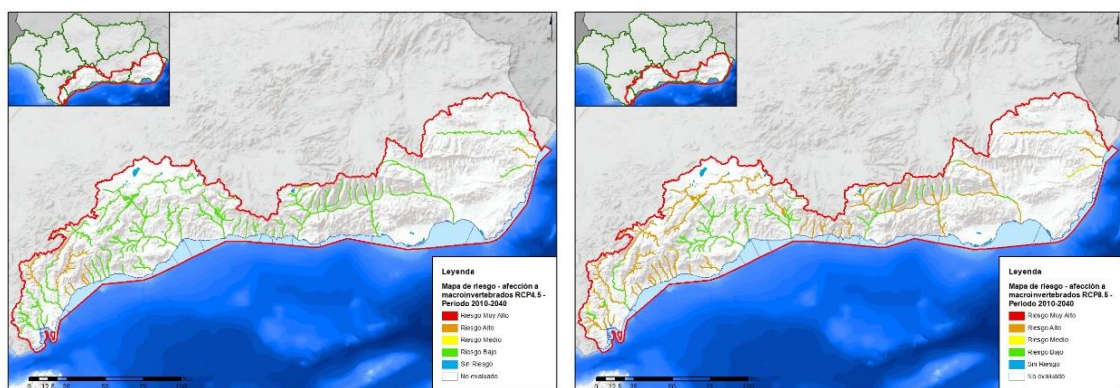 Leyenda
Mapa de riesgo - afección a
macroinvertebrados RCP4.5 -
Periodo 2010-2040
Riesgo Muy Alto
Riesgo Alto
Riesgo Medio
Riesgo Bajo
Sin Riesgo
No evaluado
Leyenda
Mapa de riesgo - afección a
macroinvertebrados RCP8.5 -
Periodo 2010-2040
Riesgo Muy Alto
Riesgo Alto
Riesgo Medio
Riesgo Bajo
Sin Riesgo
No evaluado